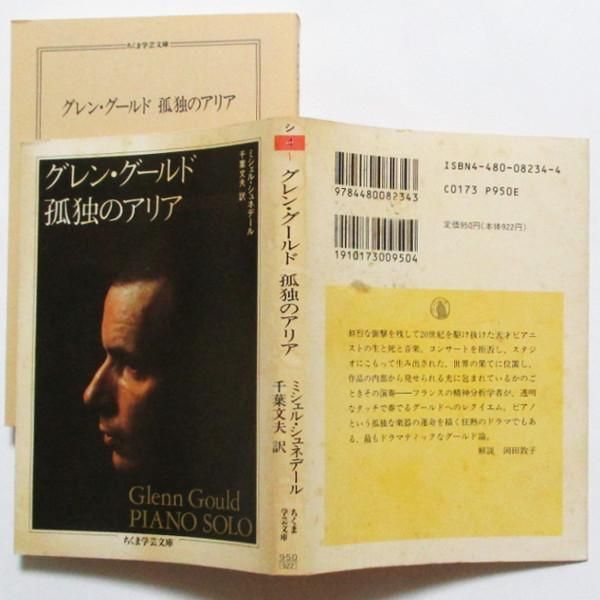 ちくま学芸文庫
グレン・グールド 孤独のアリア
グレン・グールド
孤独のアリア
ミシェル・シュネデール
千葉文夫 訳
Glenn Gould
PIANO SOLO
ちくま学芸文庫
シ
4
1
グレン・グールド 孤独のアリア
ミシェル・シュネデール
千葉文夫 訳
ちくま
学芸文庫
950
922
9784480082343
1910173009504
ISBN4-480-08234-4
C0173 P950E
定価950円(本体922円)
鮮烈な衝撃を残して20世紀を駆け抜けた天才ピアニ
ストの生と死と音楽。コンサートを拒否し、スタジ
オにこもって生み出された、世界の果てに位置し、
作品の内部から発せられる光に包まれているかのご
ときその演奏――フランスの精神分析学者が、透明
なタッチで奏でるグールドへのレクイエム。ピアノ
という孤独な楽器の運命を描く狂熱のドラマでもあ
る、最もドラマティックなグールド論。
解説 岡田敦子